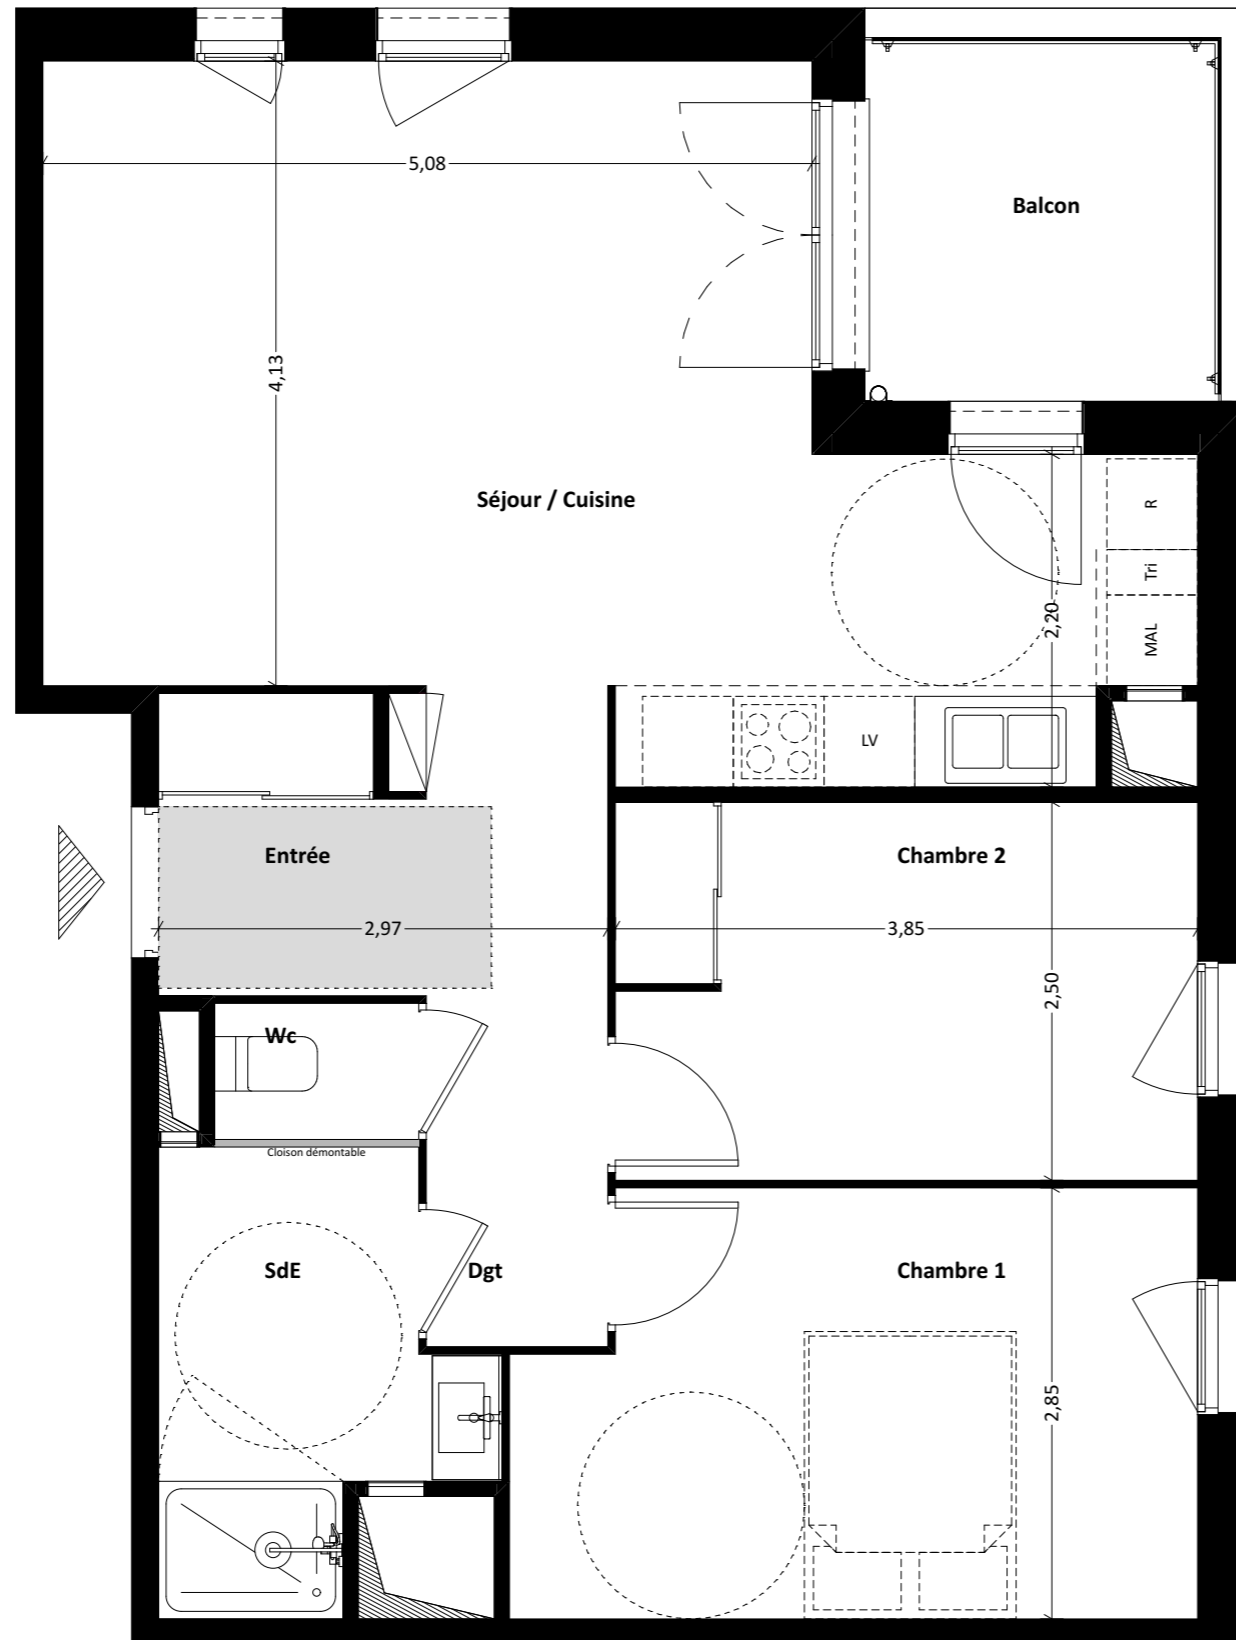 5,08
Balcon
4,13
Séjour / Cuisine
R
Tri
2,20
MAL
LV
Entrée
Chambre 2
2,97
3,85
2,50
Wc
Cloison démontable
SdE
Dgt
Chambre 1
2,85